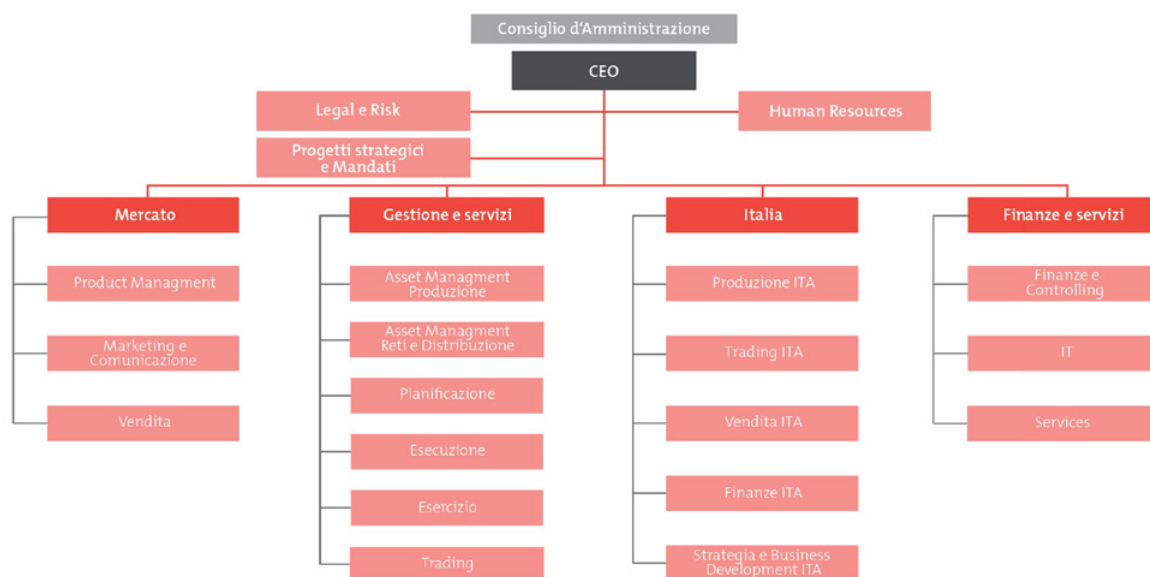 Consiglio d'Amministrazione
CEO
Legal e Risk
Human Resources
Progetti strategici
e Mandati
Mercato
Product Managment
Marketing e
Comunicazione
Vendita
Gestione e servizi
Asset Managment
Produzione
Asset Managment
Reti e Distribuzione
Planificazione
Esecuzione
Esercizio
Trading
Italia
Produzione ITA
Trading ITA
Vendita ITA
Finanze ITA
Strategia e Business
Development ITA
Finanze e servizi
Finanze e
Controlling
IT
Services